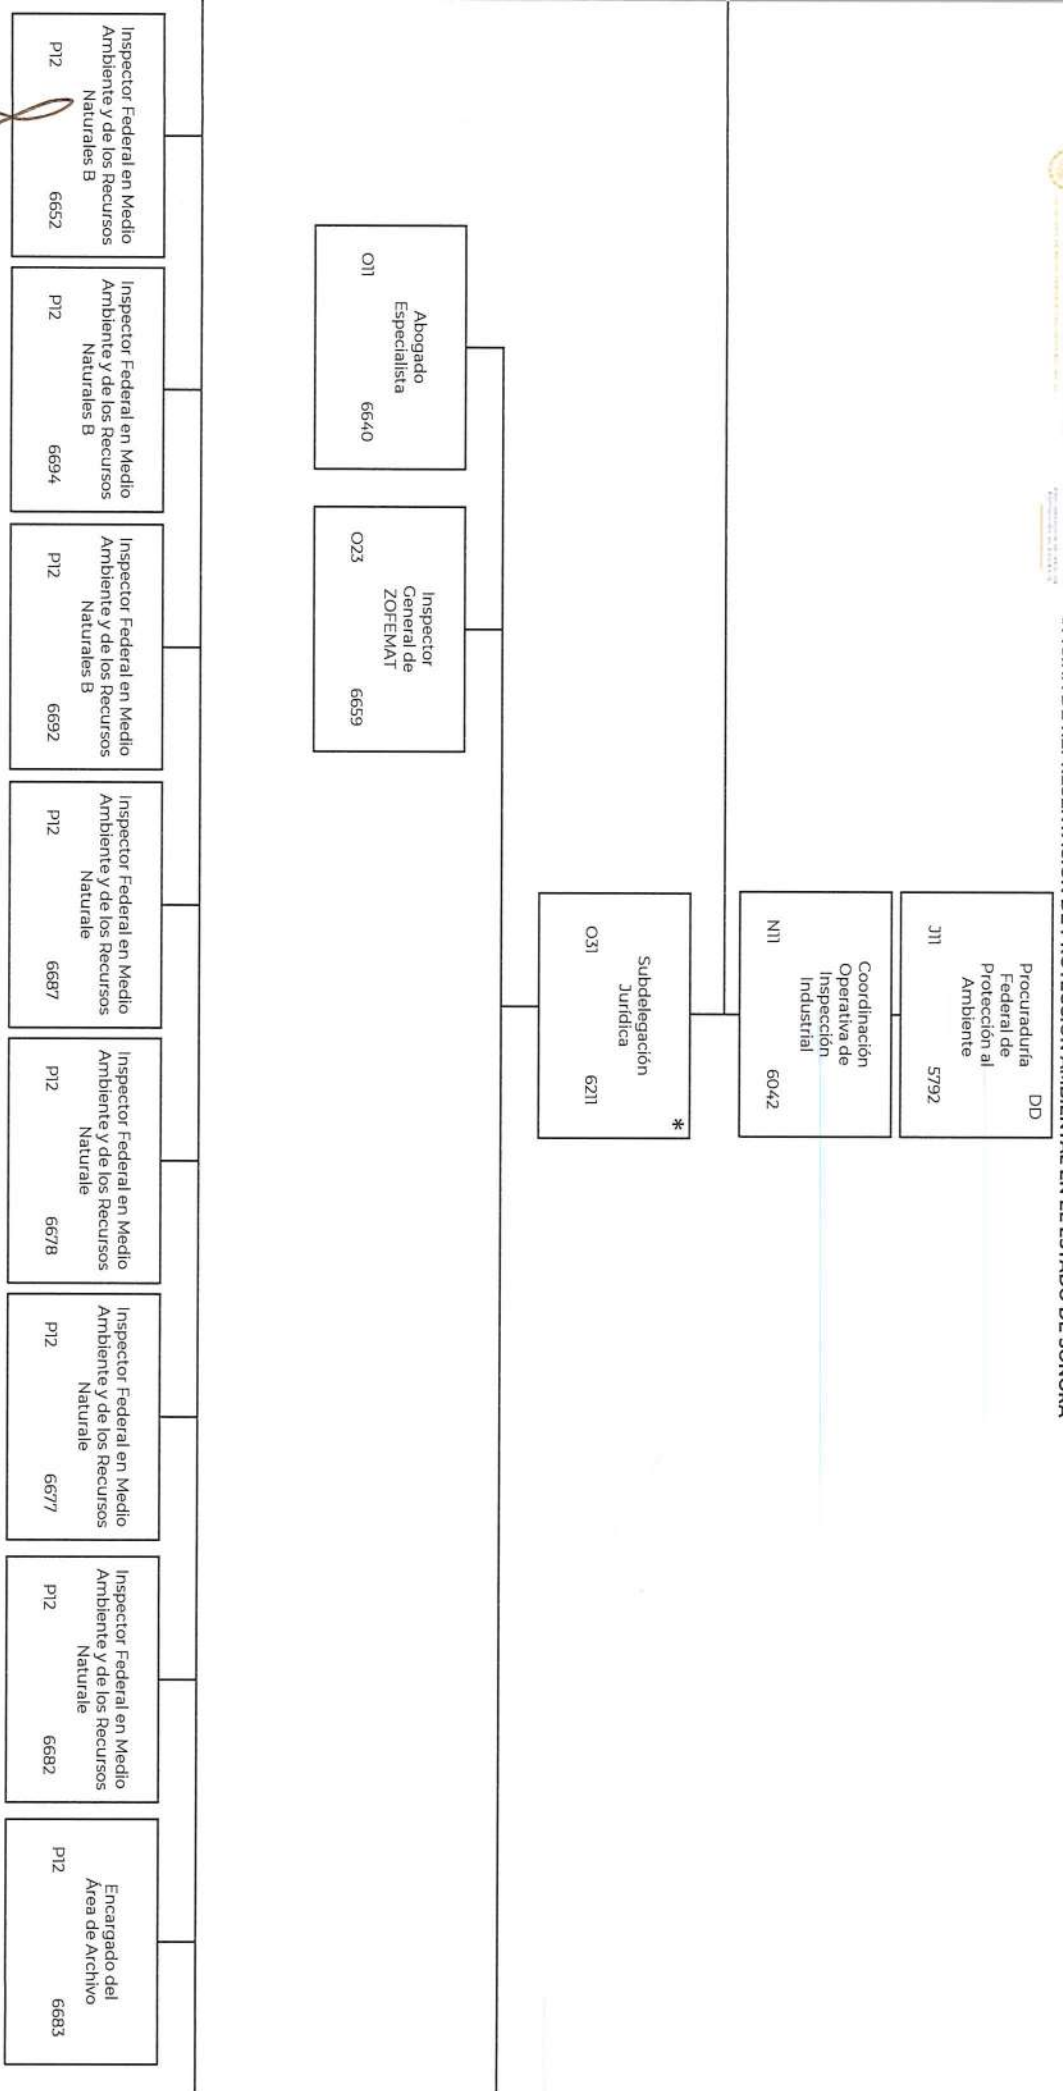 AMBIENTAL EN EL ESTADO DE SONORA
Procuraduría
Federal de
Protección al
Ambiente
DD
J11
5792
Coordinación
Operativa de
Inspección
Industrial
N11
6042
*
Subdelegación
Jurídica
O31
6211
Abogado
Especialista
O11
6640
Inspector
General de
ZOFEMAT
O23
6659
Inspector Federal en Medio
Ambiente y de los Recursos
Naturales B
P12
6652
Inspector Federal en Medio
Ambiente y de los Recursos
Naturales B
P12
6694
Inspector Federal en Medio
Ambiente y de los Recursos
Naturales B
P12
6692
Inspector Federal en Medio
Ambiente y de los Recursos
Naturale
P12
6687
Inspector Federal en Medio
Ambiente y de los Recursos
Naturale
P12
6678
Inspector Federal en Medio
Ambiente y de los Recursos
Naturale
P12
6677
Inspector Federal en Medio
Ambiente y de los Recursos
Naturale
P12
6682
Encargado del
Área de Archivo
P12
6683